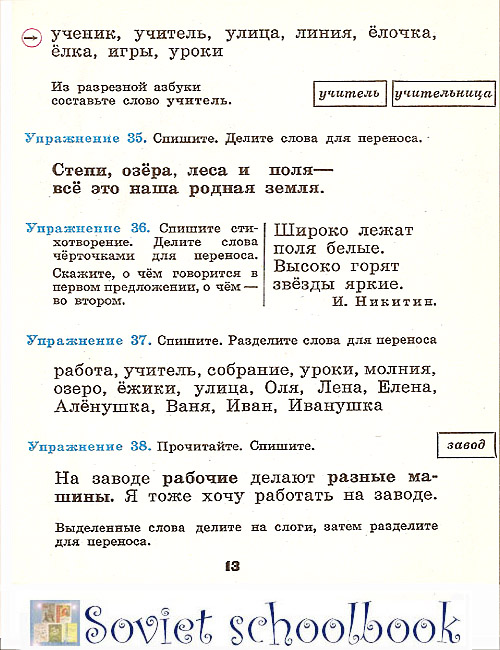 ученик, учитель, улица, линия, ёлочка,
ёлка, игры, уроки
Из разрезной азбуки
составьте слово учитель.
учитель учительница
Упражнение 35. Спишите. Делите слова для переноса.
Степи, озёра, леса и поля—
всё это наша родная земля.
Упражнение 36. Спишите сти-
хотворение. Делите слова
чёрточками для переноса.
Скажите, о чём говорится в
первом предложении, о чём —
во втором.
Широко лежат
поля белые.
Высоко горят
звёзды яркие.
И. Никитин.
Упражнение 37. Спишите. Разделите слова для переноса
работа, учитель, собрание, уроки, молния,
озеро, ёжики, улица, Оля, Лена, Елена,
Алёнушка, Ваня, Иван, Иванушка
Упражнение 38. Прочитайте. Спишите.
завод
На заводе рабочие делают разные ма-
шины. Я тоже хочу работать на заводе.
Выделенные слова делите на слоги, затем разделите
для переноса.
13
Soviet schoolbook